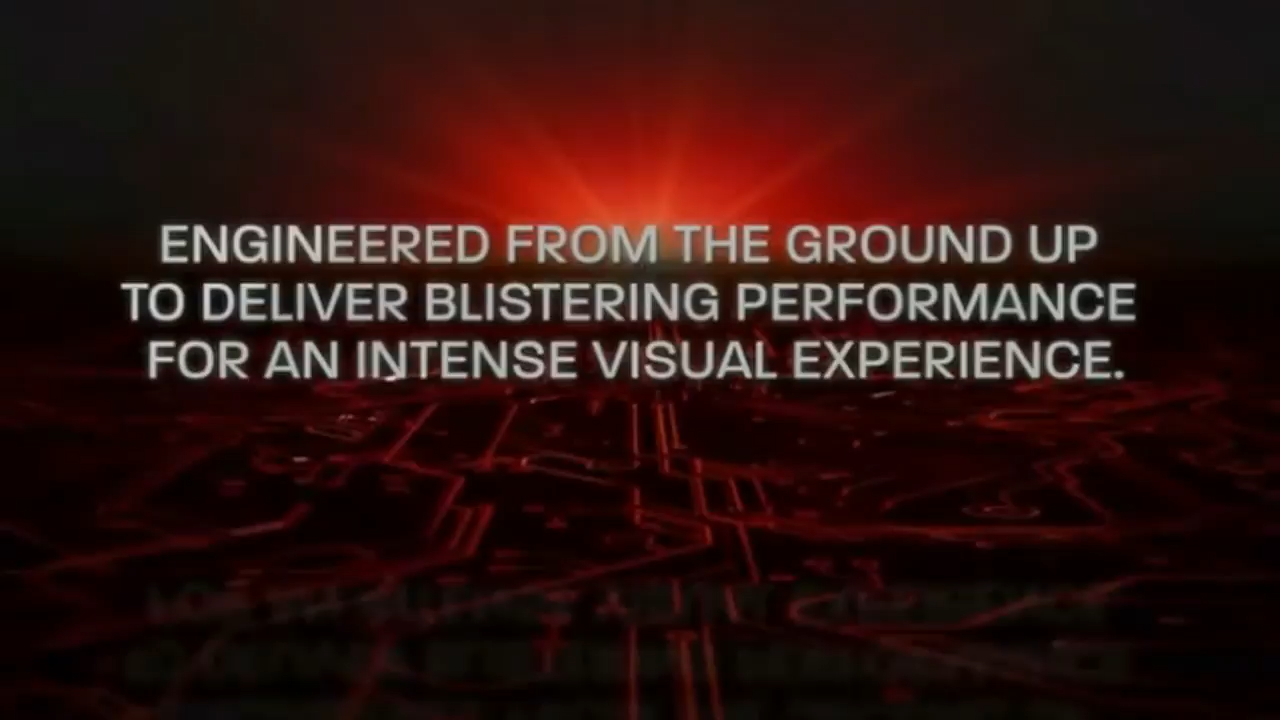 ENGINEERED FROM THE GROUND UP
TO DELIVER BLISTERING PERFORMANCE
FOR AN INTENSE VISUAL EXPERIENCE.